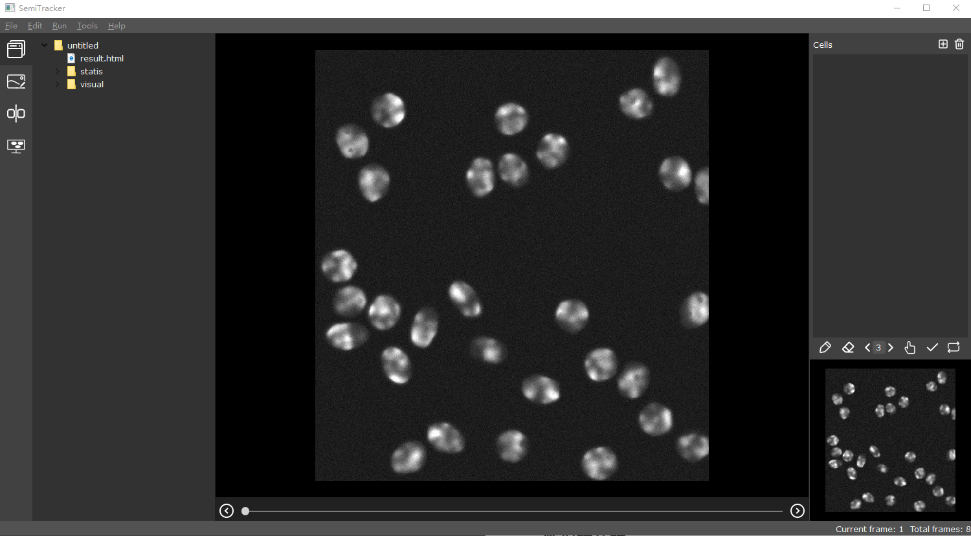 SemiTracker
File Edit Run Tools Help
untitled
result.html
statis
visual
Cells
3
Current frame: 1 Total frames: 8